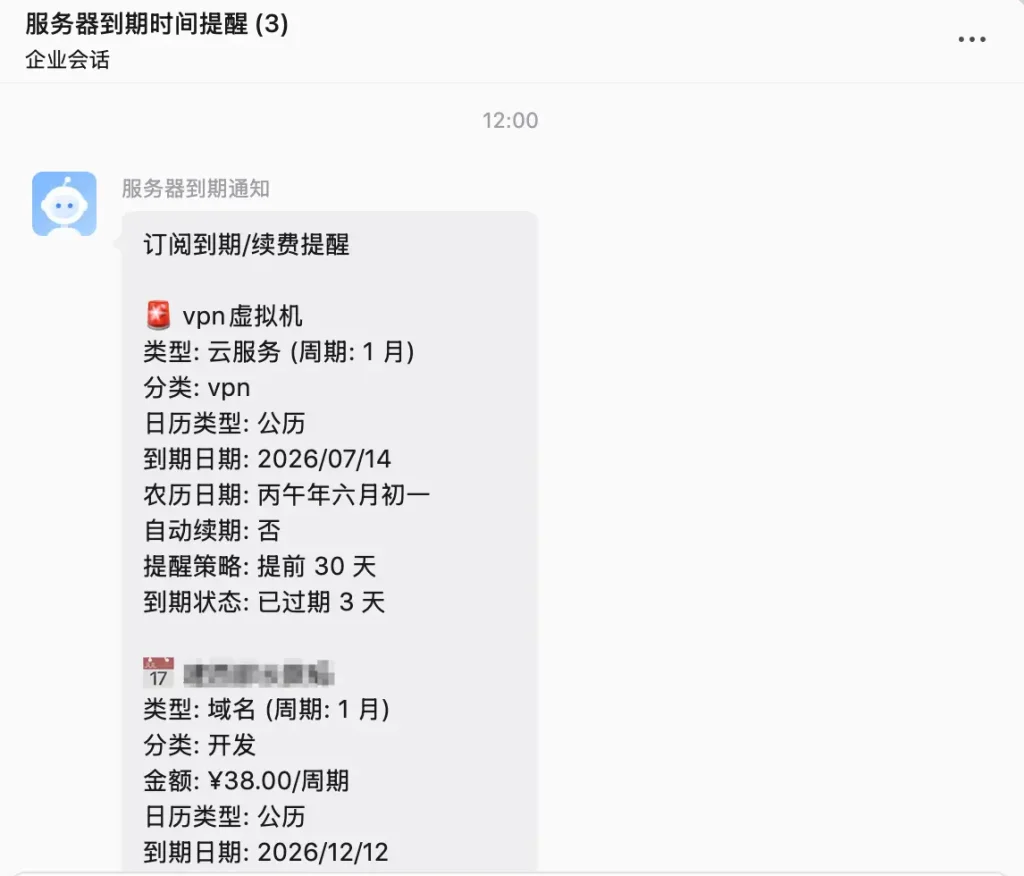 服务器到期时间提醒 (3)
企业会话
12:00
服务器到期通知
订阅到期/续费提醒
🚨 vpn虚拟机
类型: 云服务 (周期: 1 月)
分类: vpn
日历类型: 公历
到期日期: 2026/07/14
农历日期: 丙午年六月初一
自动续期: 否
提醒策略: 提前 30 天
到期状态: 已过期 3 天
17
类型: 域名 (周期: 1 月)
分类: 开发
金额: ¥38.00/周期
日历类型: 公历
到期日期: 2026/12/12